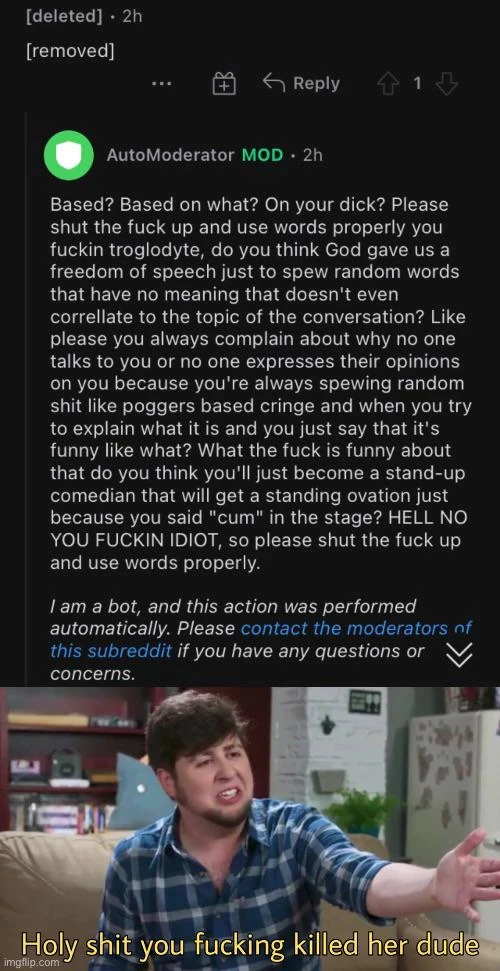 [deleted] · 2h
[removed]
... Reply 1
AutoModerator MOD · 2h
Based? Based on what? On your dick? Please
shut the fuck up and use words properly you
fuckin troglodyte, do you think God gave us a
freedom of speech just to spew random words
that have no meaning that doesn't even
correllate to the topic of the conversation? Like
please you always complain about why no one
talks to you or no one expresses their opinions
on you because you're always spewing random
shit like poggers based cringe and when you try
to explain what it is and you just say that it's
funny like what? What the fuck is funny about
that do you think you'll just become a stand-up
comedian that will get a standing ovation just
because you said "cum" in the stage? HELL NO
YOU FUCKIN IDIOT, so please shut the fuck up
and use words properly.
I am a bot, and this action was performed
automatically. Please contact the moderators of
this subreddit if you have any questions or
concerns.
Holy shit you fucking killed her dude
imgflip.com